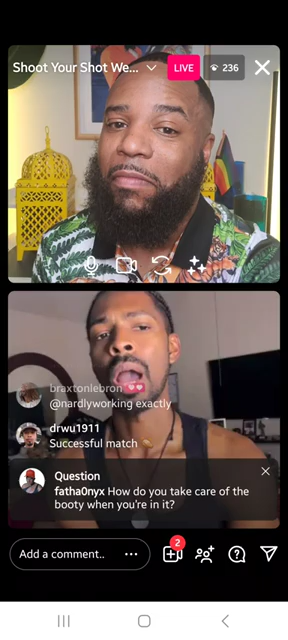 Shoot Your Shot We...
LIVE
236
braxtonlebron
@nardlyworking exactly
drwu1911
Successful match
Question
fatha0nyx How do you take care of the
booty when you're in it?
2
Add a comment..